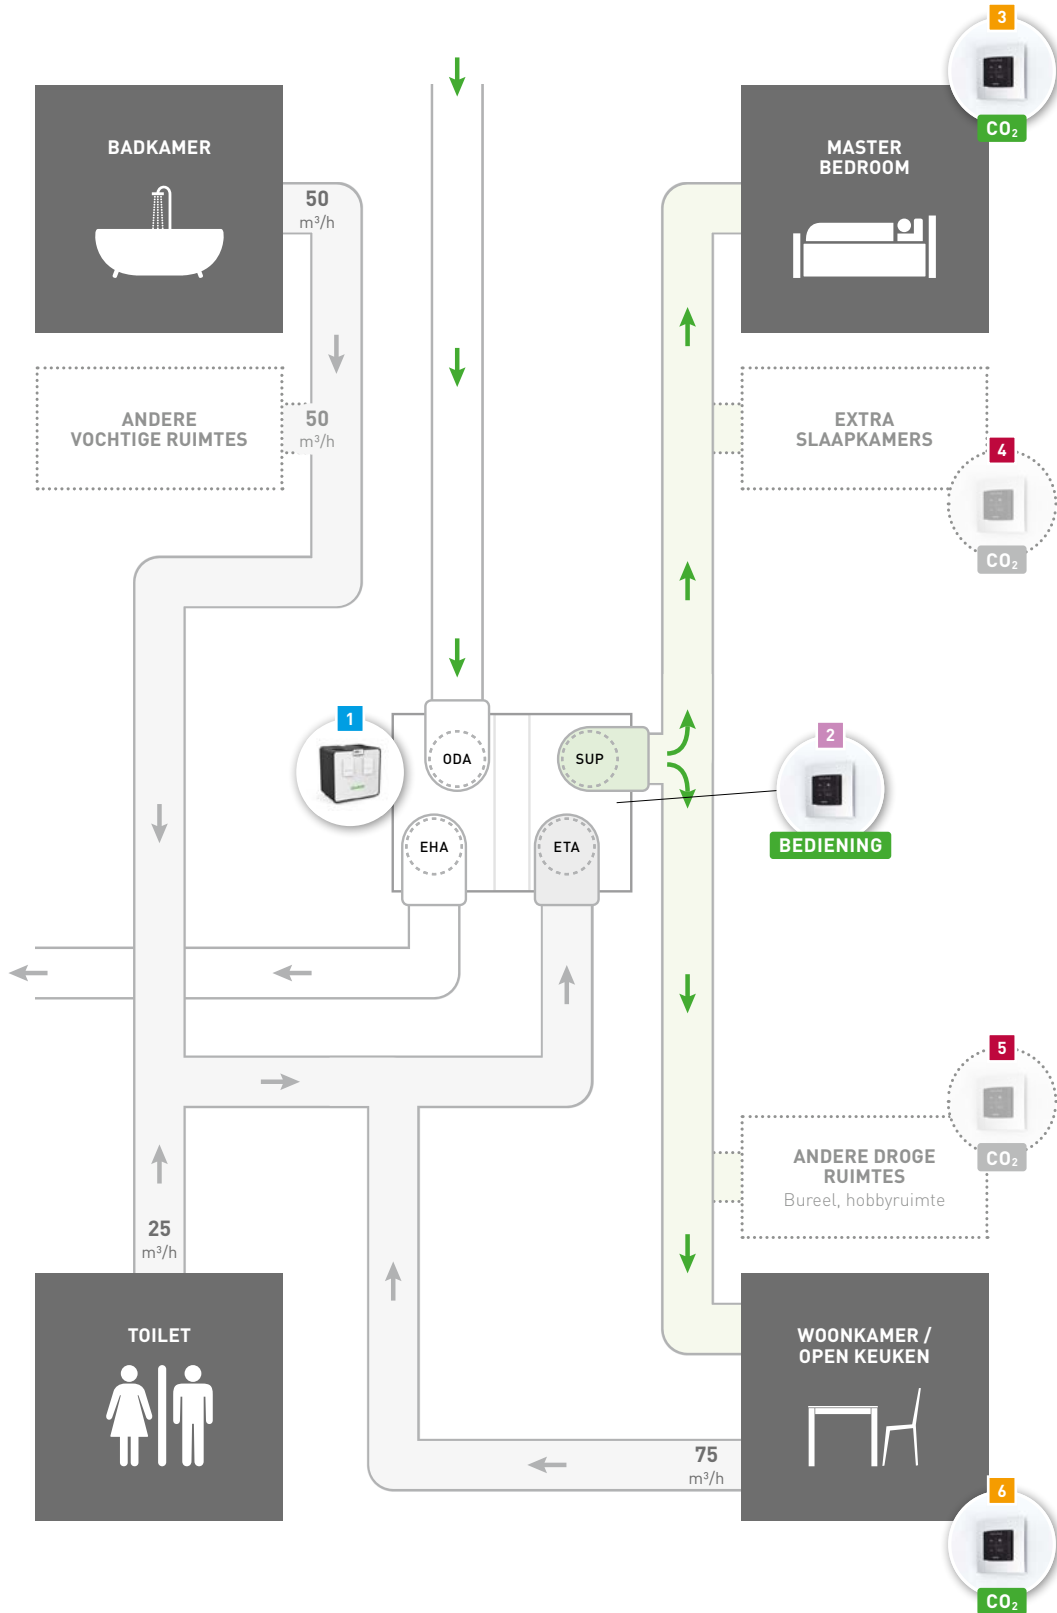 3
CO₂
BADKAMER
50
m³/h
MASTER
BEDROOM
ANDERE
VOCHTIGE RUIMTES
50
m³/h
EXTRA
SLAAPKAMERS
4
CO₂
1
ODA
SUP
2
BEDIENING
EHA
ETA
5
CO₂
ANDERE DROGE
RUIMTES
Bureel, hobbyruimte
25
m³/h
TOILET
WOONKAMER /
OPEN KEUKEN
75
m³/h
6
CO₂